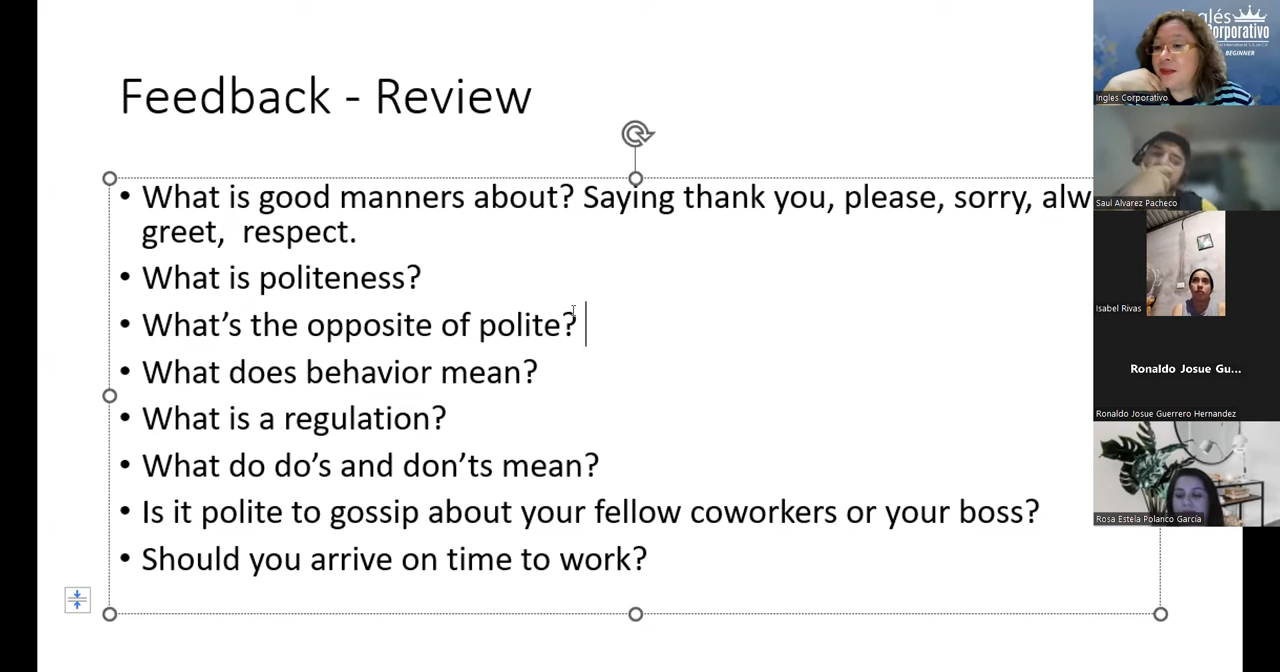 Feedback - Review
• What is good manners about? Saying thank you, please, sorry,
greet, respect.
• What is politeness?
• What's the opposite of polite?
• What does behavior mean?
• What is a regulation?
• What do do's and don'ts mean?
• Is it polite to gossip about your fellow coworkers or your boss?
• Should you arrive on time to work?
BEGINNER
Ingles Corporativo
Saul Alvarez Pacheco
Isabel Rivas
Ronaldo Josue Gu...
Ronaldo Josue Guerrero Hernandez
Rosa Estela Polanco García